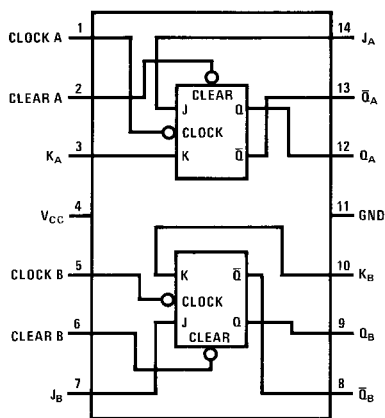 CLOCK A 1
14 J_A
CLEAR A 2
CLEAR
13 Q̅_A
J Q
CLOCK
K_A 3
K Q̅
12 Q_A
V_CC 4
11 GND
CLOCK B 5
K Q̅
10 K_B
CLOCK
CLEAR B 6
J Q
9 Q_B
CLEAR
J_B 7
8 Q̅_B